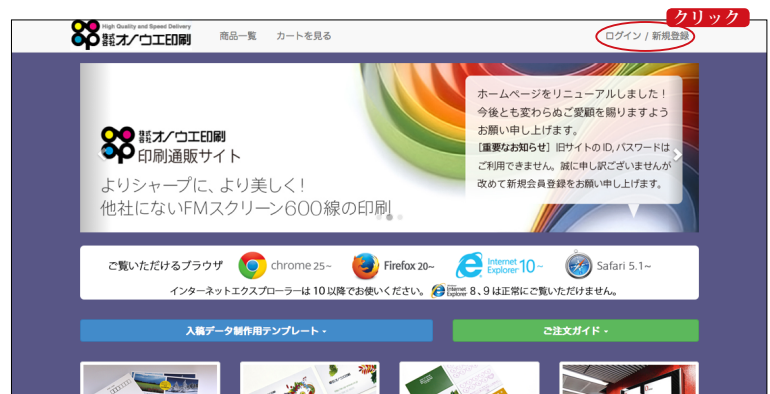 クリック
High Quality and Speed Delivery
株式会社オノウエ印刷
商品一覧 カートを見る
ログイン / 新規登録
ホームページをリニューアルしました!
今後とも変わらぬご愛顧を賜りますよう
お願い申し上げます。
[重要なお知らせ] 旧サイトの ID, パスワードは
ご利用できません。誠に申し訳ございませんが
改めて新規会員登録をお願い申し上げます。
株式会社オノウエ印刷
印刷通販サイト
よりシャープに、より美しく!
他社にないFMスクリーン600線の印刷
ご覧いただけるブラウザ
chrome 25~
Firefox 20~
Internet Explorer 10~
Safari 5.1~
インターネットエクスプローラーは 10 以降でお使いください。 Internet Explorer 8、9 は正常にご覧いただけません。
入稿データ制作用テンプレート
ご注文ガイド